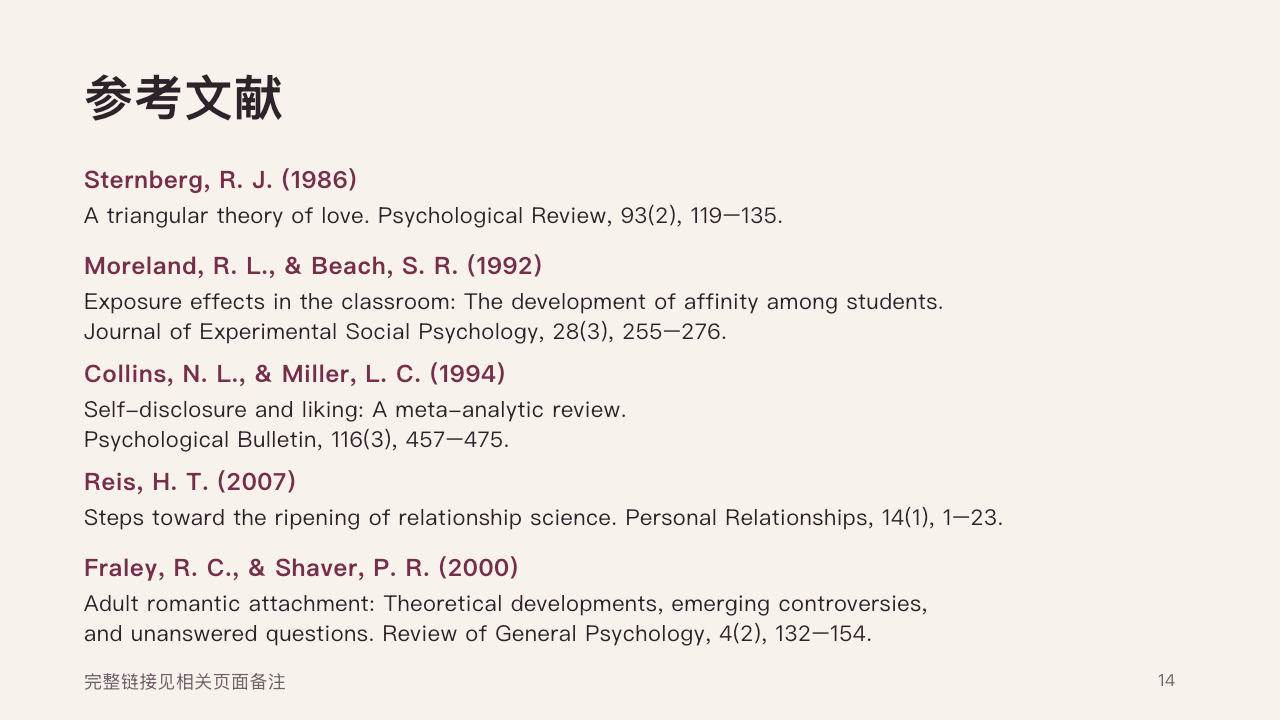 参考文献
Sternberg, R. J. (1986)
A triangular theory of love. Psychological Review, 93(2), 119–135.
Moreland, R. L., & Beach, S. R. (1992)
Exposure effects in the classroom: The development of affinity among students.
Journal of Experimental Social Psychology, 28(3), 255–276.
Collins, N. L., & Miller, L. C. (1994)
Self-disclosure and liking: A meta-analytic review.
Psychological Bulletin, 116(3), 457–475.
Reis, H. T. (2007)
Steps toward the ripening of relationship science. Personal Relationships, 14(1), 1–23.
Fraley, R. C., & Shaver, P. R. (2000)
Adult romantic attachment: Theoretical developments, emerging controversies,
and unanswered questions. Review of General Psychology, 4(2), 132–154.
完整链接见相关页面备注
14